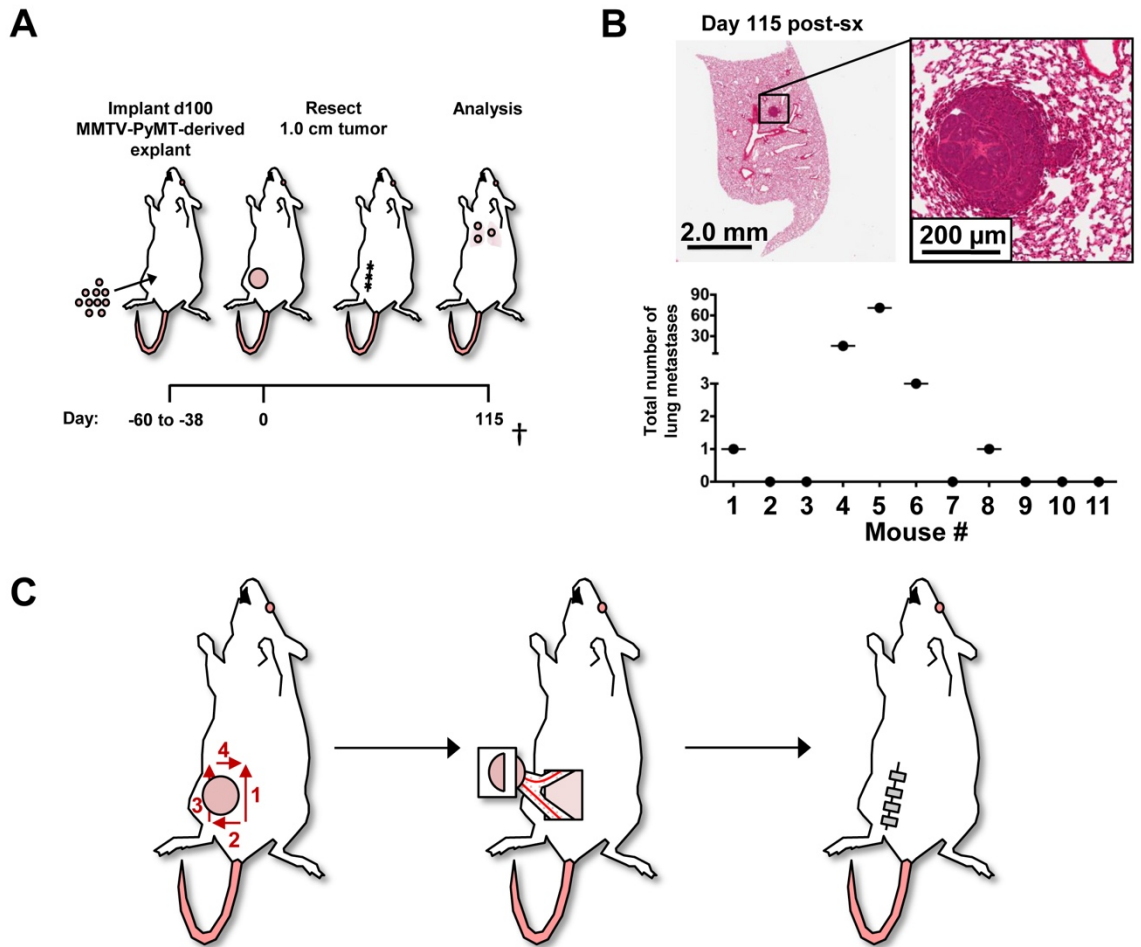 A
Implant d100
MMTV-PyMT-derived
explant
Resect
1.0 cm tumor
Analysis
Day:
-60 to -38
0
115
†
B
Day 115 post-sx
2.0 mm
200 µm
Total number of
lung metastases
90
60
30
3
2
1
0
1 2 3 4 5 6 7 8 9 10 11
Mouse #
C
4
3
1
2